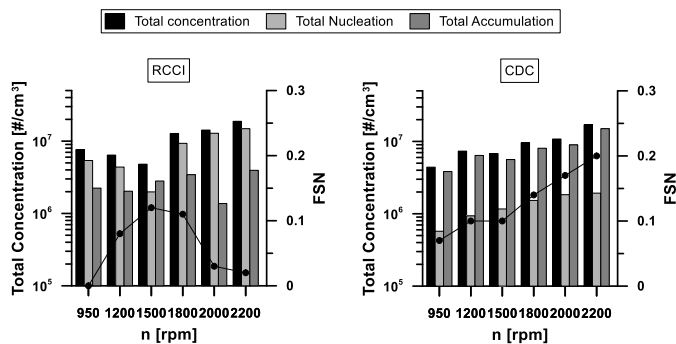 Total concentration Total Nucleation Total Accumulation
RCCI
Total Concentration [#/cm³]
10⁷
10⁶
10⁵
0.3
0.2
0.1
0
FSN
950 1200 1500 1800 2000 2200
n [rpm]
CDC
Total Concentration [#/cm³]
10⁷
10⁶
10⁵
0.3
0.2
0.1
0
FSN
950 1200 1500 1800 2000 2200
n [rpm]